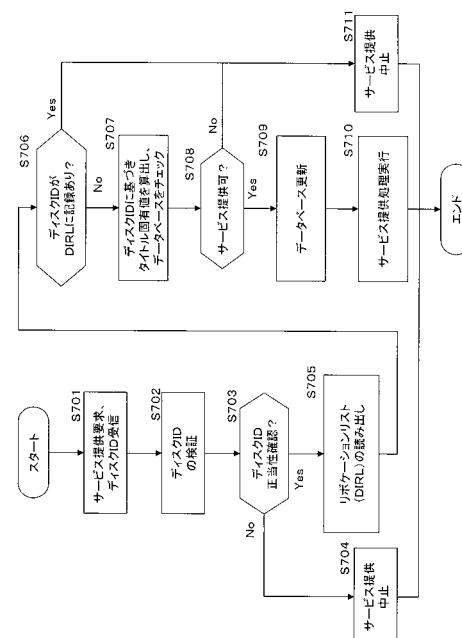 スタート
S701
サービス提供要求、
ディスクID受信
S702
ディスクID
の検証
S703
ディスクID
正当性確認?
No
Yes
S704
サービス提供
中止
S705
リボケーションリスト
(DIRL)の読み出し
S706
ディスクIDが
DIRLに記録あり?
Yes
No
S707
ディスクIDに基づき
タイトル固有値を算出し、
データベースをチェック
S708
サービス提供可?
No
Yes
S709
データベース更新
S710
サービス提供処理実行
S711
サービス提供
中止
エンド